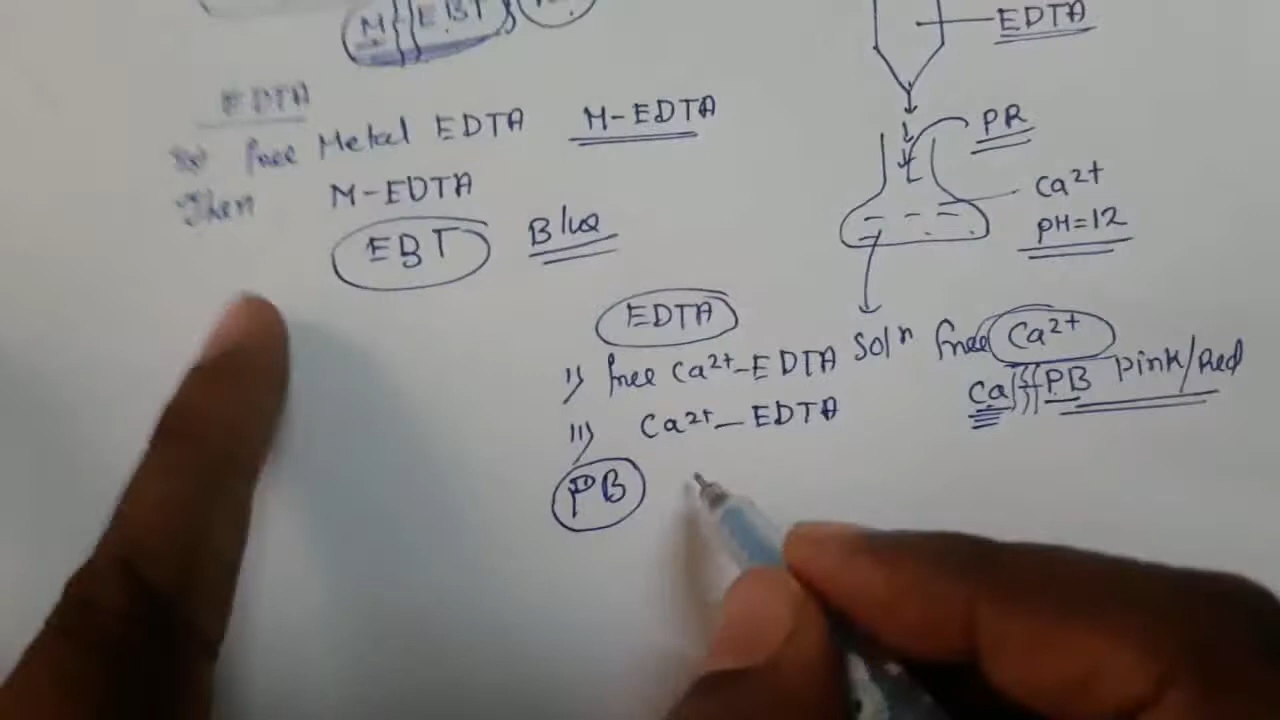 M EBT
EDTA
EDTA
free Metal EDTA M-EDTA
Then M-EDTA
EBT Blue
PR
Ca2+
pH=12
EDTA
i) free Ca2+-EDTA Soln free Ca2+
Ca PB Pink/Red
ii) Ca2+-EDTA
PB